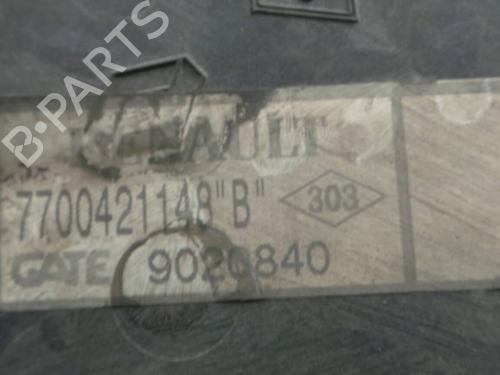 B-PARTS
RENAULT
7700421148"B" 303
GATE 9020840